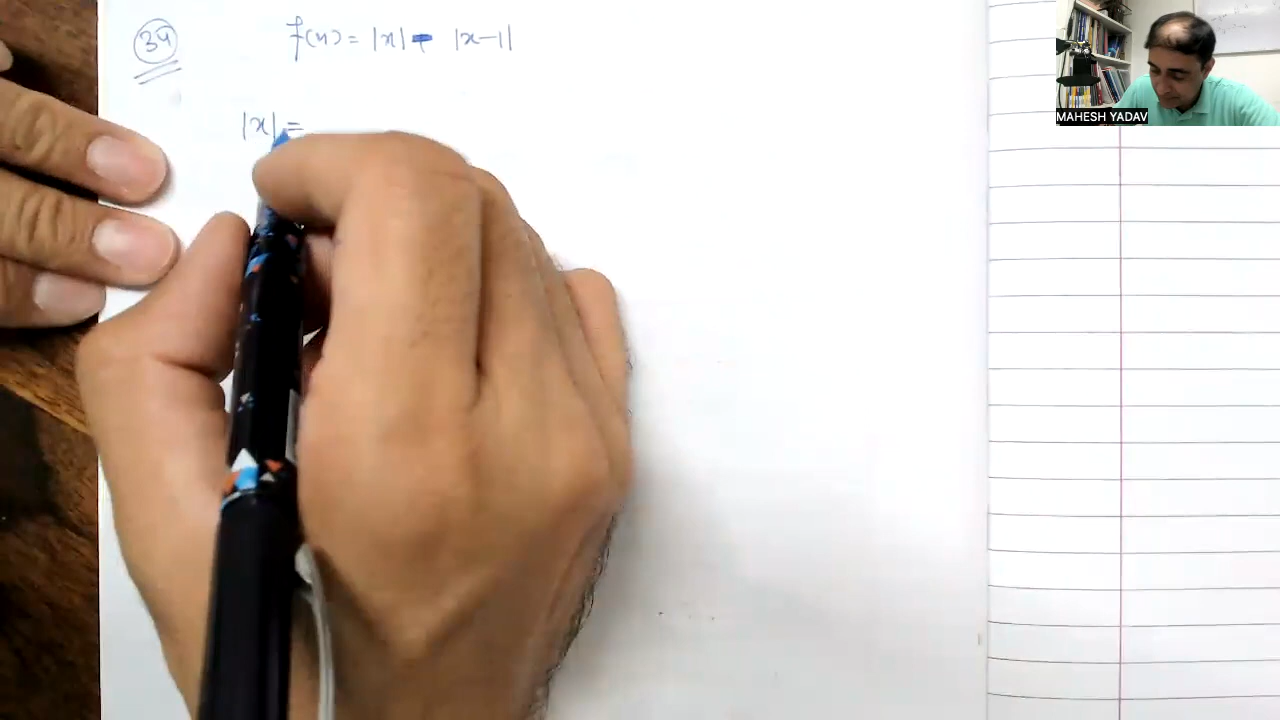 34
f(x) = |x| - |x-1|
|x| =
MAHESH YADAV